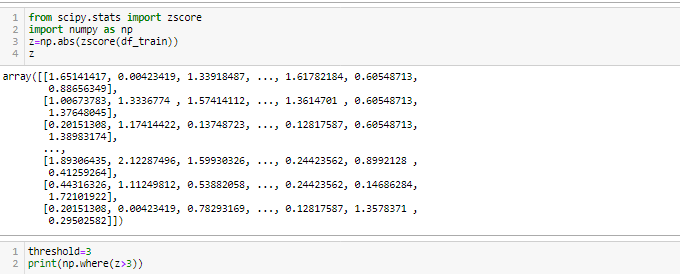 1 from scipy.stats import zscore
2 import numpy as np
3 z=np.abs(zscore(df_train))
4 z
array([[1.65141417, 0.00423419, 1.33918487, ..., 1.61782184, 0.60548713,
0.88656349],
[1.00673783, 1.3336774 , 1.57414112, ..., 1.3614701 , 0.60548713,
1.37648045],
[0.20151308, 1.17414422, 0.13748723, ..., 0.12817587, 0.60548713,
1.38983174],
...,
[1.89306435, 2.12287496, 1.59930326, ..., 0.24423562, 0.8992128 ,
0.41259264],
[0.44316326, 1.11249812, 0.53882058, ..., 0.24423562, 0.14686284,
1.72101922],
[0.20151308, 0.00423419, 0.78293169, ..., 0.12817587, 1.3578371 ,
0.29502582]])
1 threshold=3
2 print(np.where(z>3))